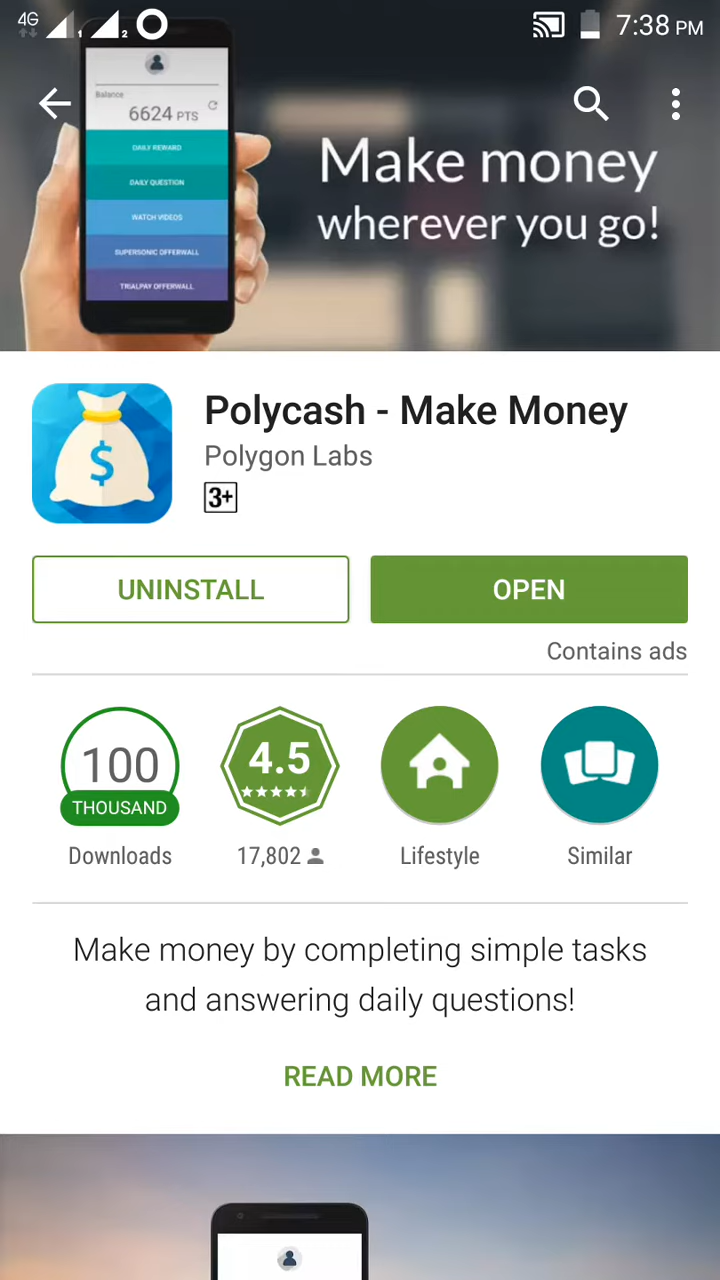 4G
1
2
7:38 PM
Balance
6624 PTS
DAILY REWARD
DAILY QUESTION
WATCH VIDEOS
SUPERSONIC OFFERWALL
TRIALPAY OFFERWALL
Make money
wherever you go!
Polycash - Make Money
Polygon Labs
3+
UNINSTALL
OPEN
Contains ads
100
THOUSAND
4.5
Downloads
17,802
Lifestyle
Similar
Make money by completing simple tasks
and answering daily questions!
READ MORE